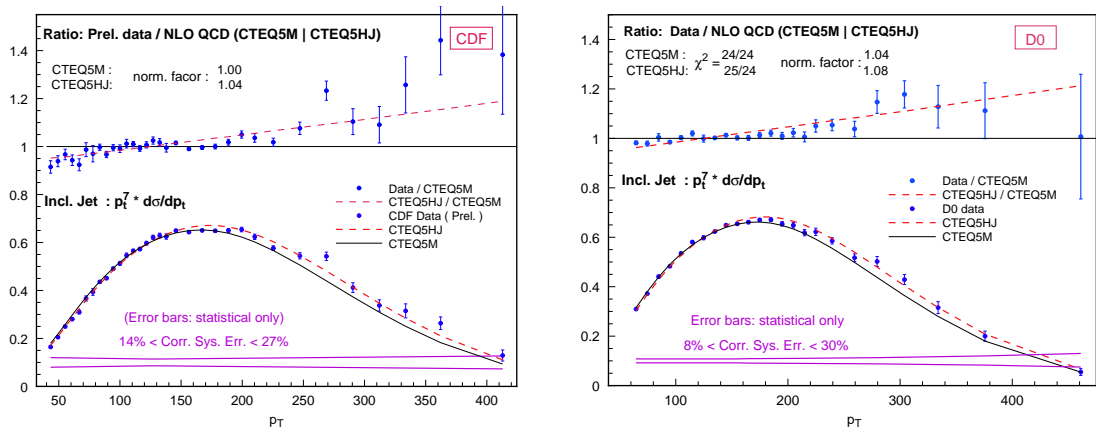 Ratio: Prel. data / NLO QCD (CTEQ5M | CTEQ5HJ)
CDF
CTEQ5M :
CTEQ5HJ:
norm. factor :
1.00
1.04
Data / CTEQ5M
CTEQ5HJ / CTEQ5M
CDF Data ( Prel. )
CTEQ5HJ
CTEQ5M
Incl. Jet : p_t^7 * dσ/dp_t
(Error bars: statistical only)
14% < Corr. Sys. Err. < 27%
1.4
1.2
1
0.8
0.6
0.4
0.2
0
50 100 150 200 250 300 350 400
p_T
Ratio: Data / NLO QCD (CTEQ5M | CTEQ5HJ)
D0
CTEQ5M:
CTEQ5HJ:
χ² =
24/24
25/24
norm. factor :
1.04
1.08
Incl. Jet : p_t^7 * dσ/dp_t
Data / CTEQ5M
CTEQ5HJ / CTEQ5M
D0 data
CTEQ5HJ
CTEQ5M
Error bars: statistical only
8% < Corr. Sys. Err. < 30%
1.4
1.2
1
0.8
0.6
0.4
0.2
0
100 200 300 400
p_T